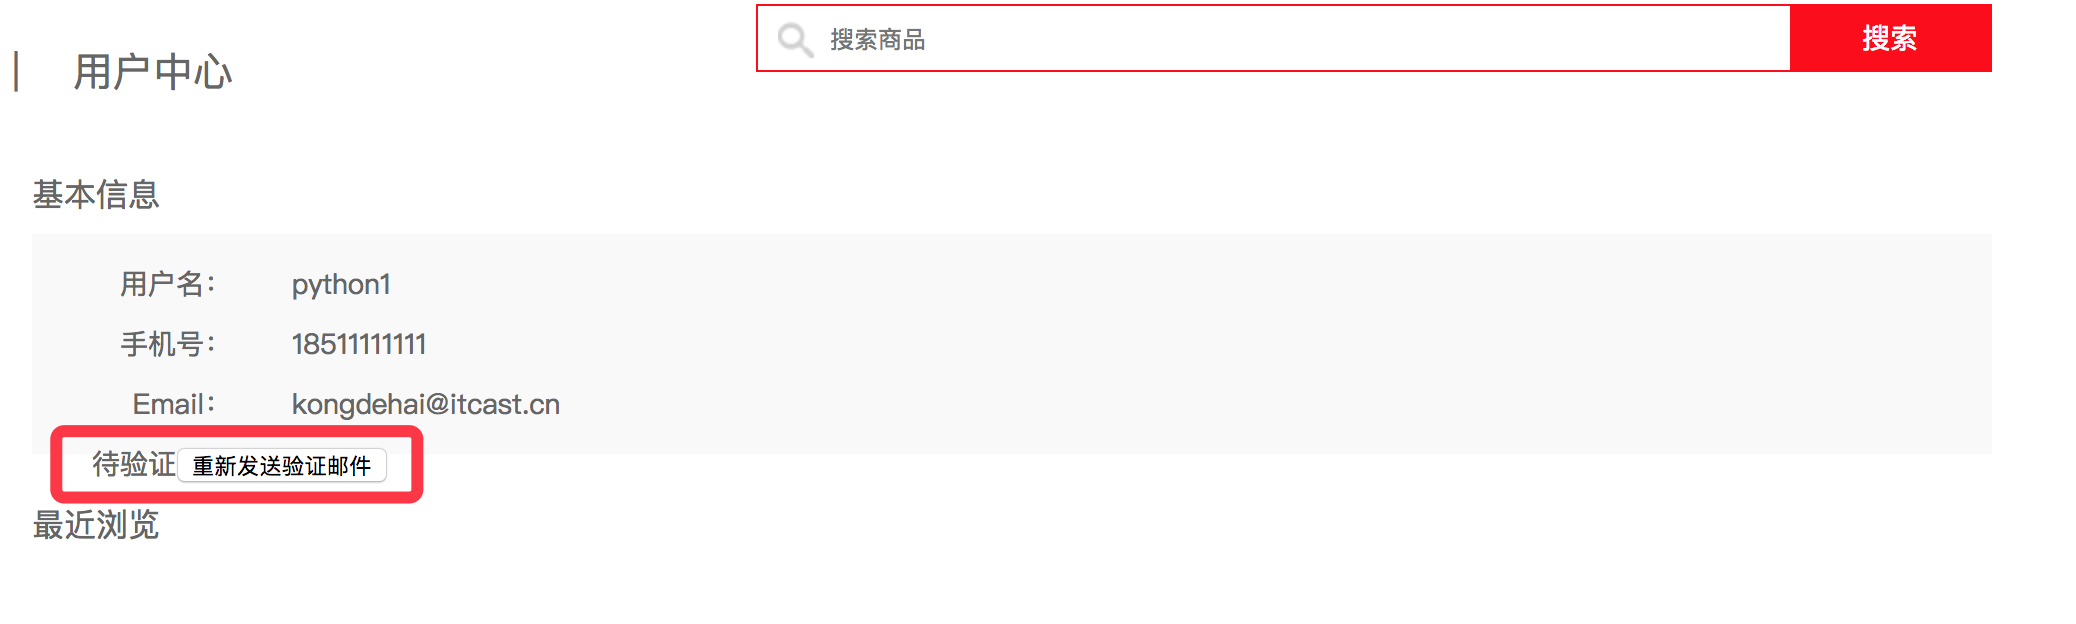 搜索商品 搜索
| 用户中心
基本信息
用户名： python1
手机号： 18511111111
Email： kongdehai@itcast.cn
待验证 重新发送验证邮件
最近浏览